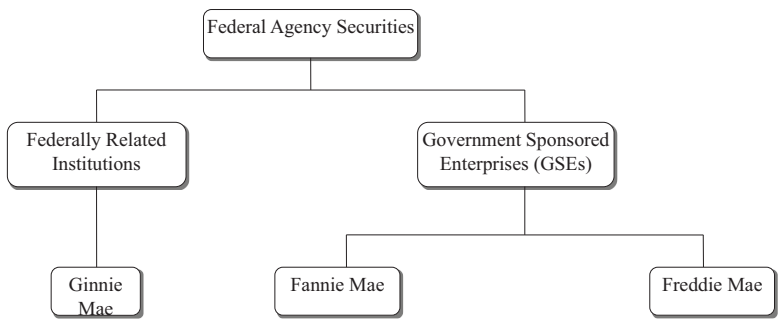 Federal Agency Securities
Federally Related
Institutions
Government Sponsored
Enterprises (GSEs)
Ginnie
Mae
Fannie Mae
Freddie Mae